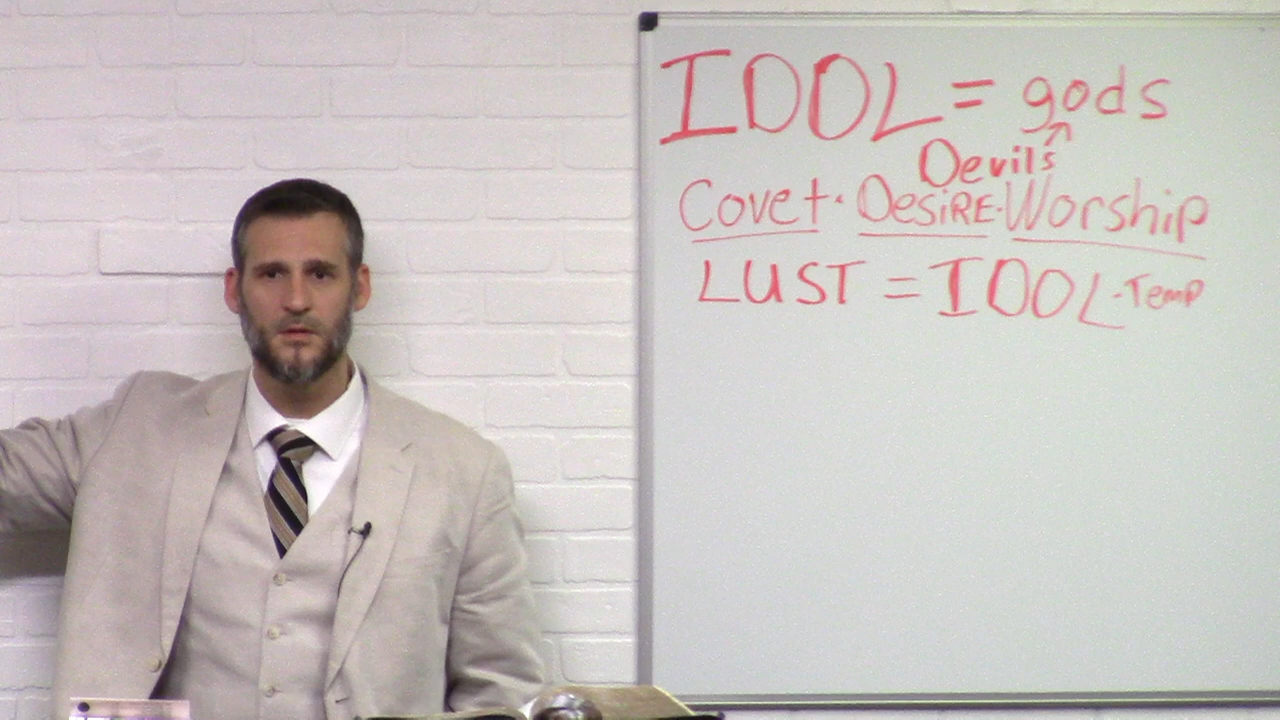 IDOL = gods
Devils
Covet · DesiRE · Worship
LUST = IDOL - Temp